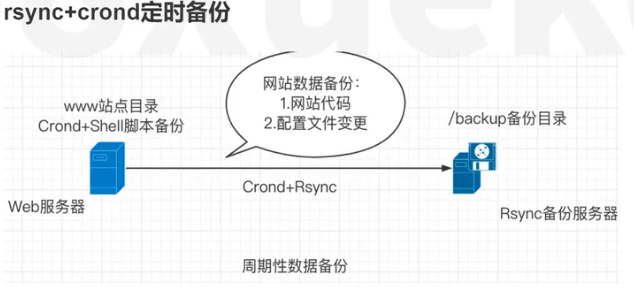 rsync+crond定时备份
网站数据备份：
1.网站代码
2.配置文件变更
www站点目录
Crond+Shell脚本备份
/backup备份目录
Crond+Rsync
Web服务器
Rsync备份服务器
周期性数据备份